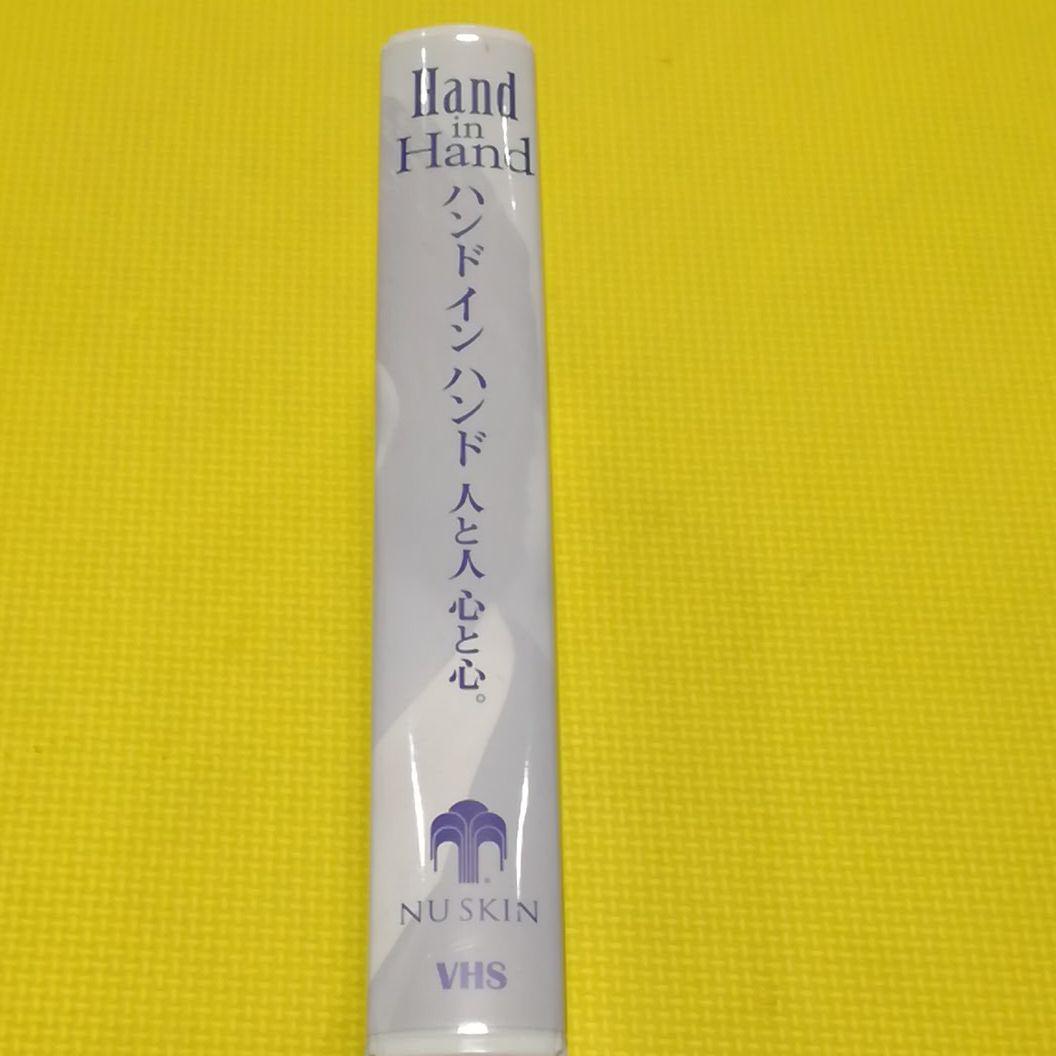 Hand
in
Hand
ハンド イン ハンド 人と人 心と心。
NU SKIN
VHS